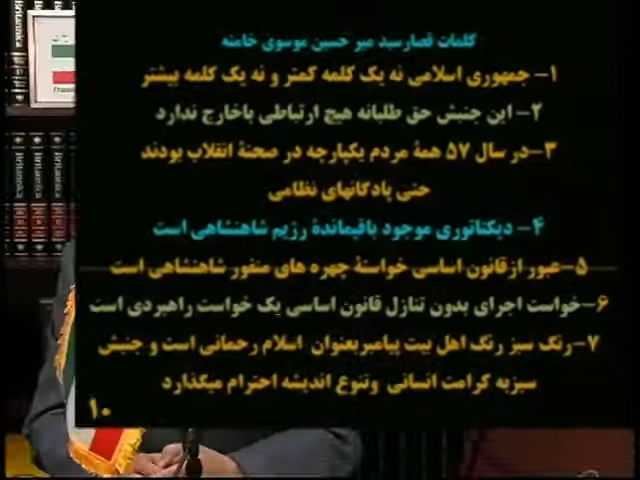 کلمات قصار سید میر حسین موسوی خامنه
۱- جمهوری اسلامی نه یک کلمه کمتر و نه یک کلمه بیشتر
۲- این جنبش حق طلبانه هیچ ارتباطی باخارج ندارد
۳-در سال ۵۷ همهٔ مردم یکپارچه در صحنهٔ انقلاب بودند
حتی پادگانهای نظامی
۴- دیکتاتوری موجود باقیماندهٔ رژیم شاهنشاهی است
۵-عبور ازقانون اساسی خواستهٔ چهره های منفور شاهنشاهی است
۶-خواست اجرای بدون تنازل قانون اساسی یک خواست راهبردی است
۷-رنگ سبز رنگ اهل بیت پیامبربعنوان اسلام رحمانی است و جنبش
سبزبه کرامت انسانی وتنوع اندیشه احترام میگذارد
۱۰
Britannica
Britannica
Britannica
Britannica